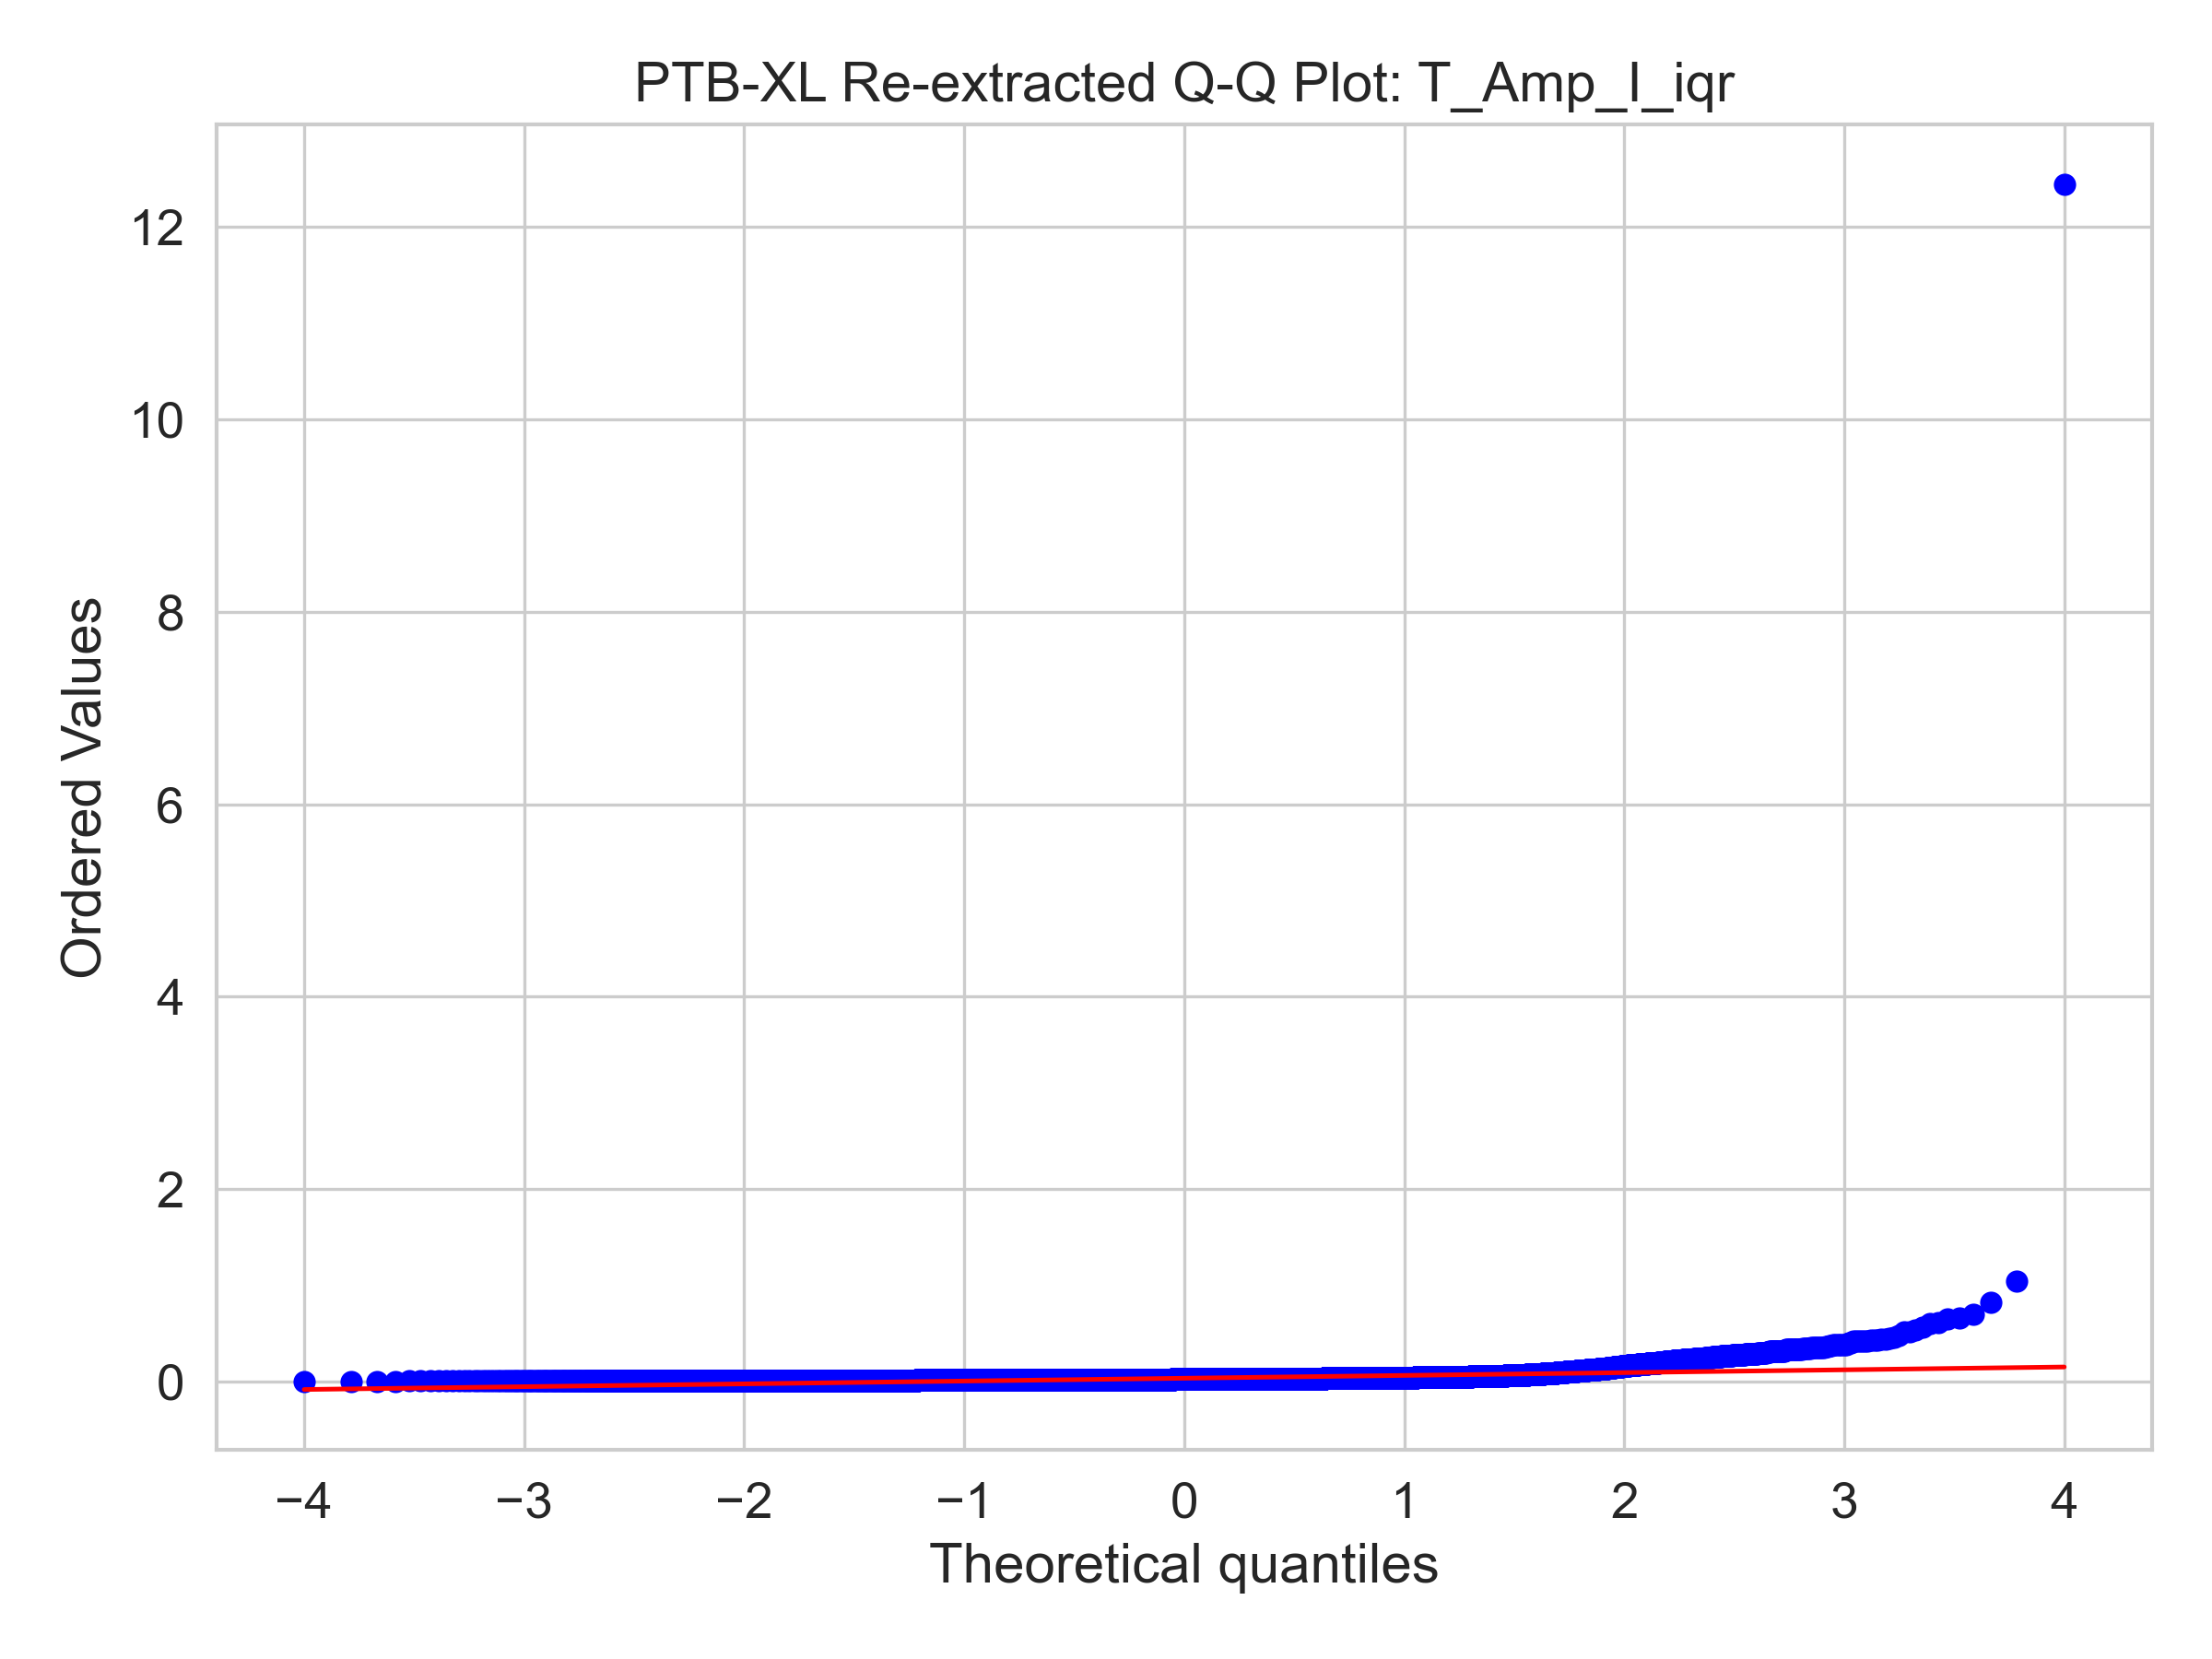 PTB-XL Re-extracted Q-Q Plot: T_Amp_I_iqr
12
10
8
6
4
2
0
Ordered Values
−4 −3 −2 −1 0 1 2 3 4
Theoretical quantiles